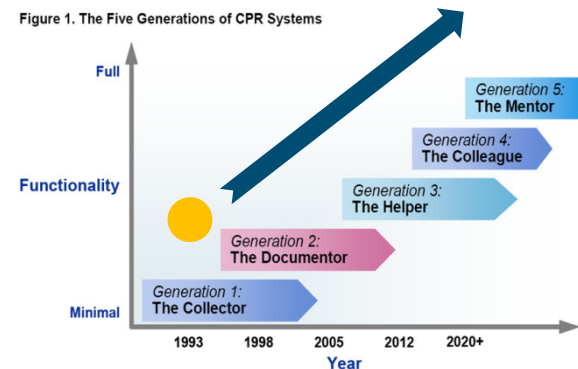 Figure 1. The Five Generations of CPR Systems
Full
Generation 5:
The Mentor
Generation 4:
The Colleague
Functionality
Generation 3:
The Helper
Generation 2:
The Documentor
Generation 1:
The Collector
Minimal
1993 1998 2005 2012 2020+
Year